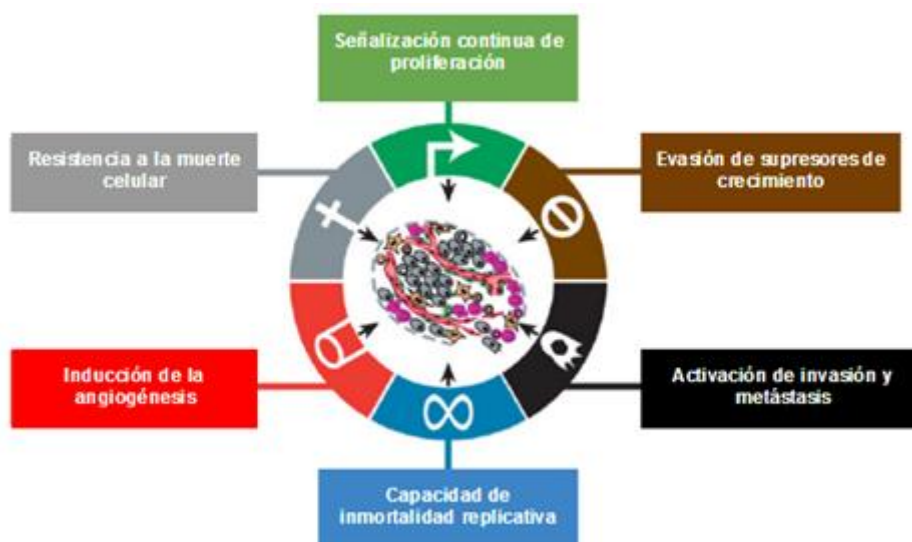 Señalización continua de
proliferación
Resistencia a la muerte
celular
Evasión de supresores de
crecimiento
Inducción de la
angiogénesis
Activación de invasión y
metástasis
Capacidad de
inmortalidad replicativa